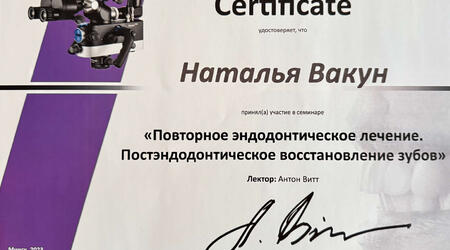 Certificate
удостоверяет, что
Наталья Вакун
принял(а) участие в семинаре
«Повторное эндодонтическое лечение.
Постэндодонтическое восстановление зубов»
Лектор: Антон Витт